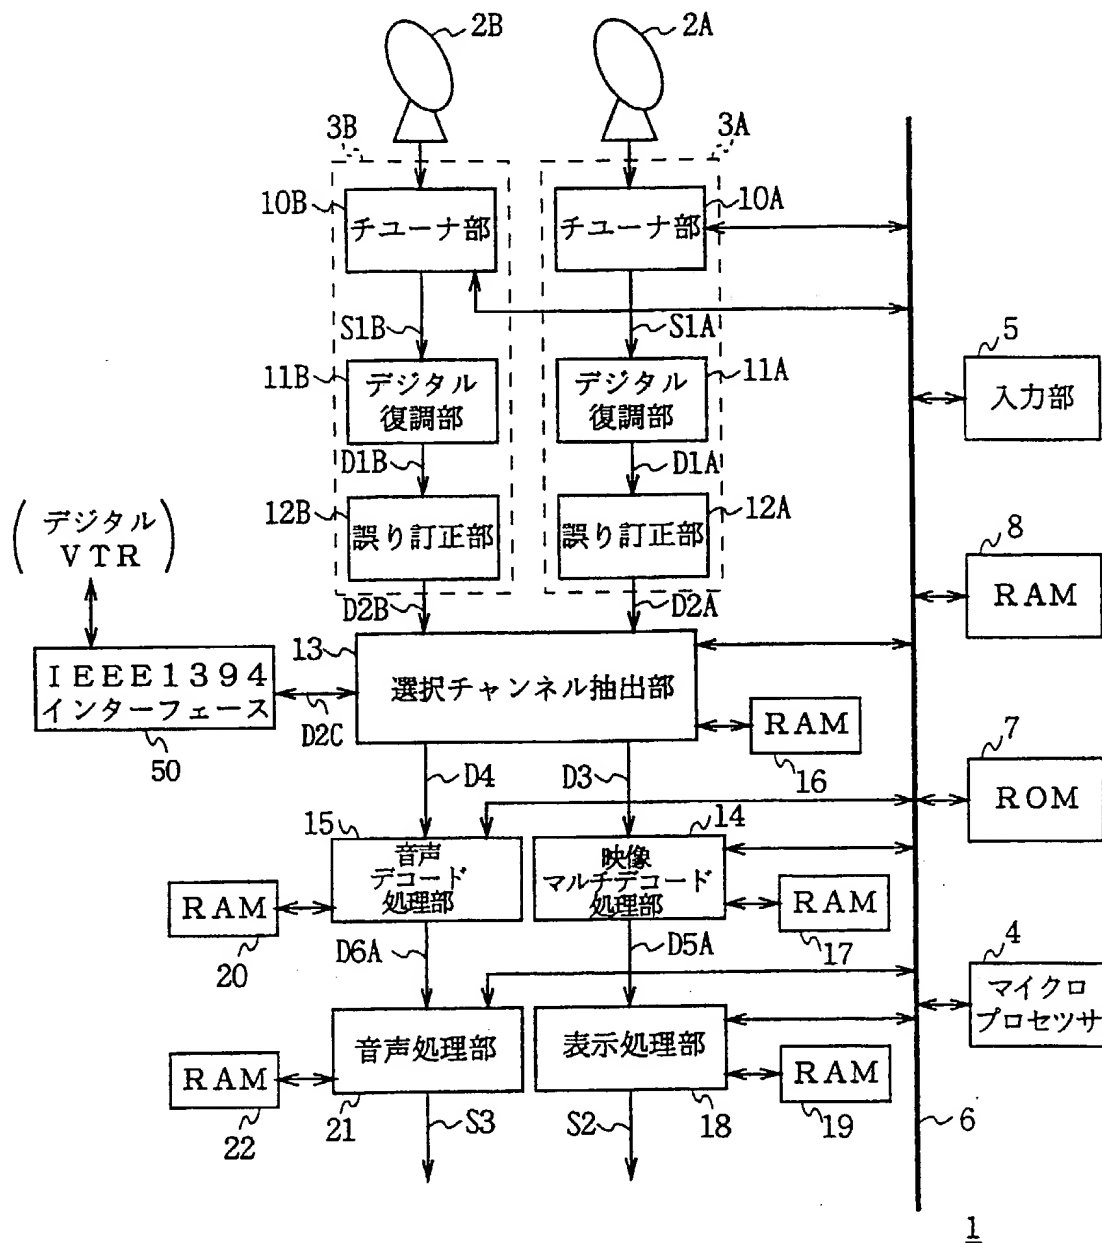 2B
2A
3B
3A
10B
チユーナ部
チユーナ部
10A
S1B
S1A
5
入力部
11B
デジタル
復調部
デジタル
復調部
11A
D1B
D1A
(デジタル
VTR)
12B
誤り訂正部
誤り訂正部
12A
8
RAM
D2B
D2A
13
選択チャンネル抽出部
IEEE1394
インターフェース
D2C
50
RAM
16
7
ROM
D4
D3
15
音声
デコード
処理部
14
映像
マルチデコード
処理部
RAM
20
RAM
17
D6A
D5A
4
マイクロ
プロセツサ
音声処理部
表示処理部
RAM
22
21
S3
S2
18
RAM
19
6
1